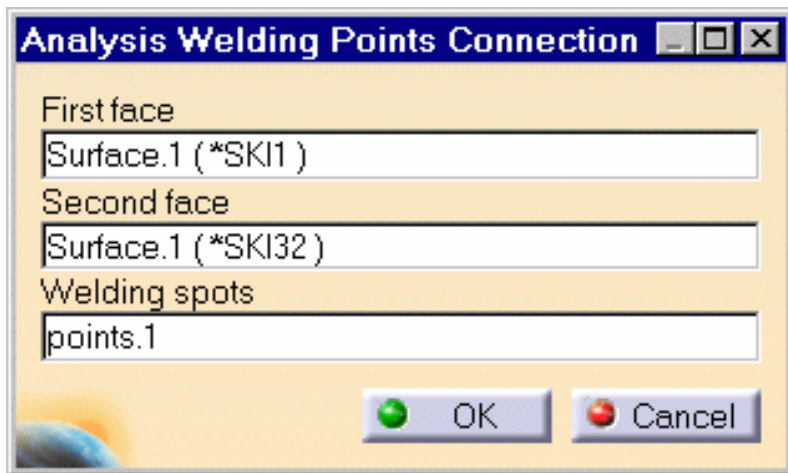 Analysis Welding Points Connection
First face
Surface.1 ( *SKI1 )
Second face
Surface.1 ( *SKI32 )
Welding spots
points.1
OK Cancel